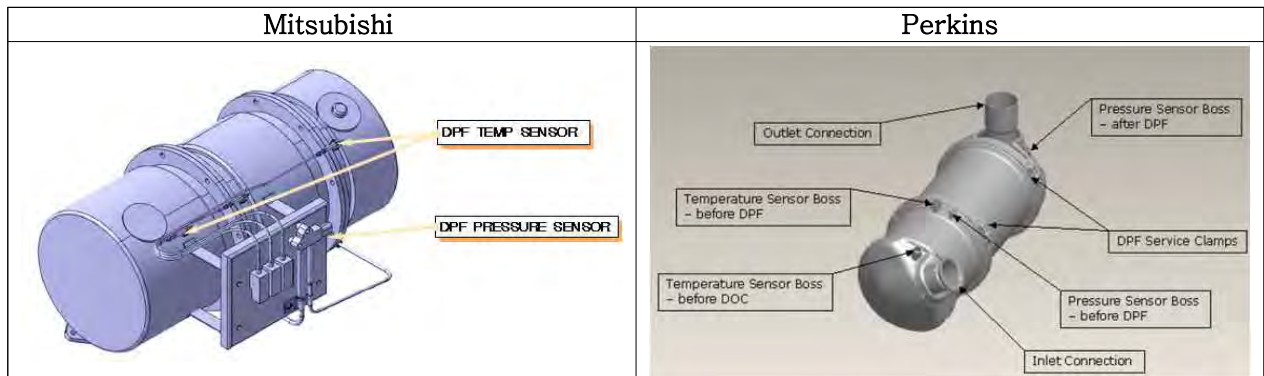 Mitsubishi
Perkins
DPF TEMP SENSOR
DPF PRESSURE SENSOR
Outlet Connection
Pressure Sensor Boss
– after DPF
Temperature Sensor Boss
– before DPF
DPF Service Clamps
Temperature Sensor Boss
– before DOC
Pressure Sensor Boss
– before DPF
Inlet Connection